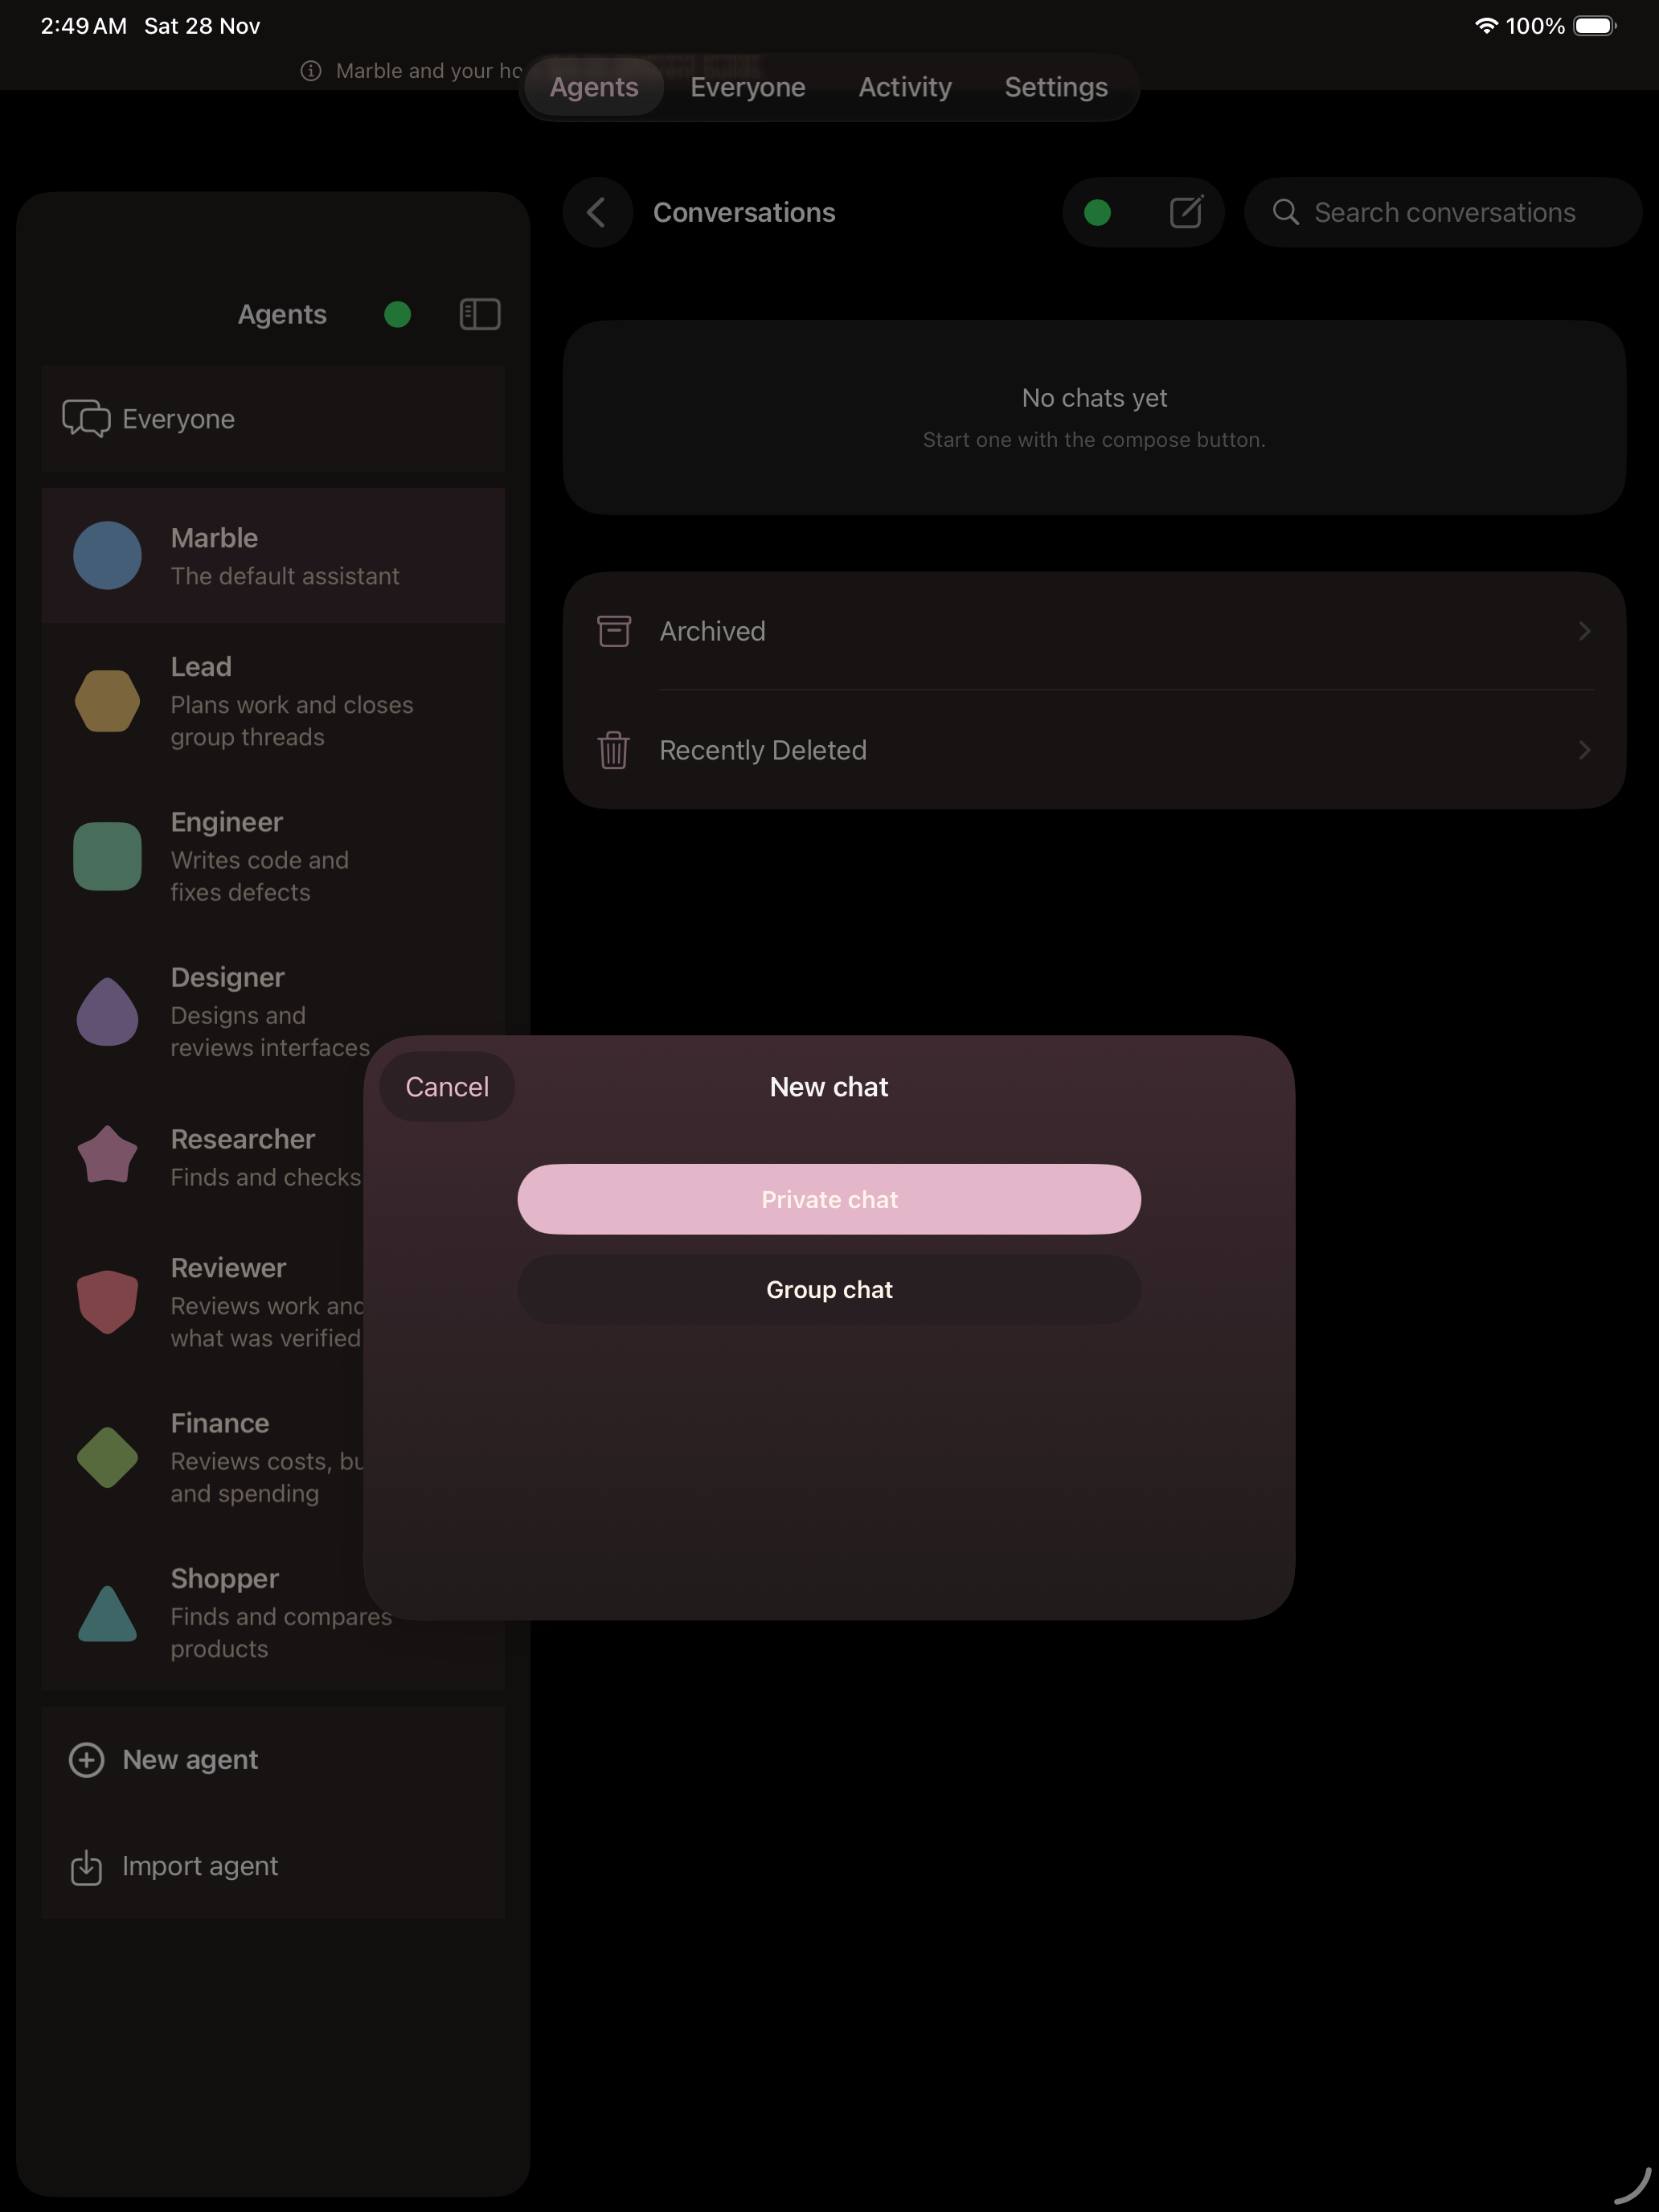 2:49 AM Sat 28 Nov
100%
Marble and your
Agents Everyone Activity Settings
Conversations
Search conversations
Agents
No chats yet
Start one with the compose button.
Everyone
Marble
The default assistant
Archived
Lead
Plans work and closes
group threads
Recently Deleted
Engineer
Writes code and
fixes defects
Designer
Designs and
reviews interfaces
Cancel
New chat
Researcher
Finds and checks
Private chat
Reviewer
Reviews work and
what was verified
Group chat
Finance
Reviews costs,
and spending
Shopper
Finds and compares
products
New agent
Import agent